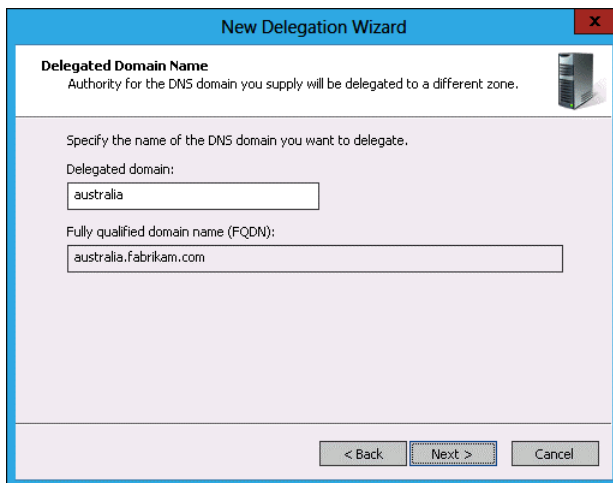 New Delegation Wizard
x
Delegated Domain Name
Authority for the DNS domain you supply will be delegated to a different zone.
Specify the name of the DNS domain you want to delegate.
Delegated domain:
australia
Fully qualified domain name (FQDN):
australia.fabrikam.com
< Back Next > Cancel